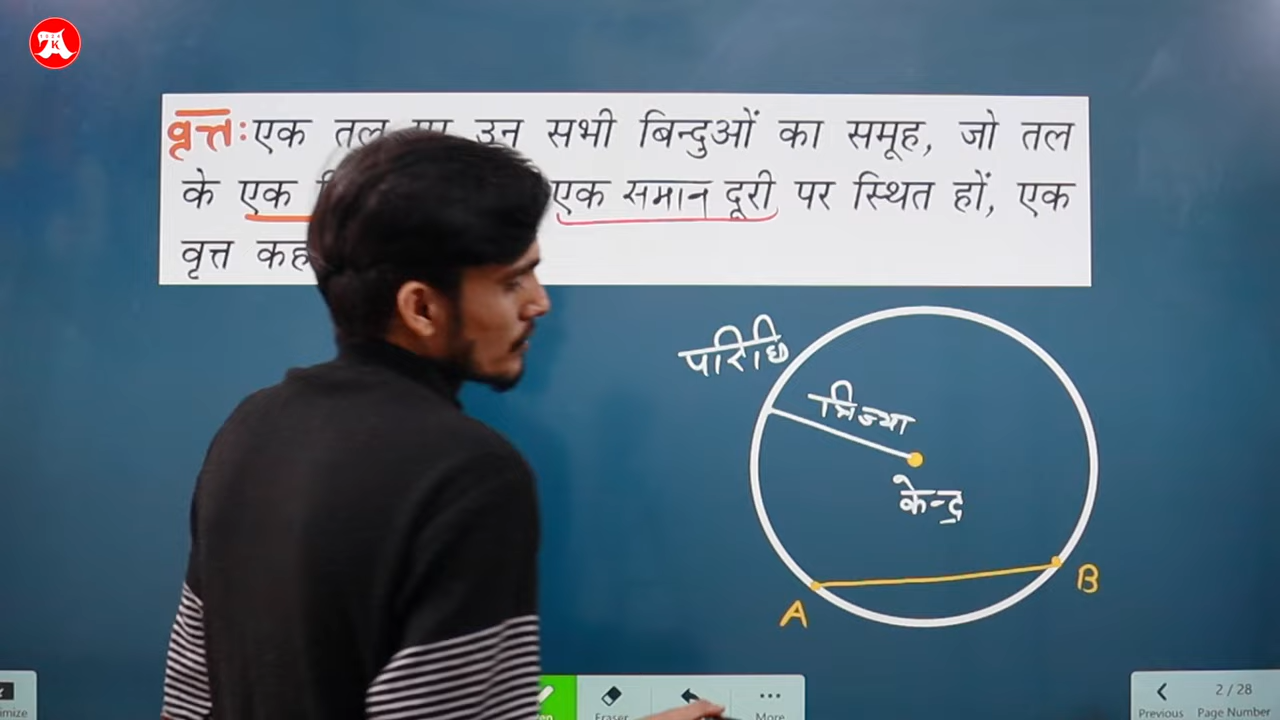 वृत्त: एक तल उन सभी बिन्दुओं का समूह, जो तल
के एक एक समान दूरी पर स्थित हों, एक
वृत्त
परिधि
त्रिज्या
केन्द्र
A
B
Eraser
More
2 / 28
Previous
Page Number